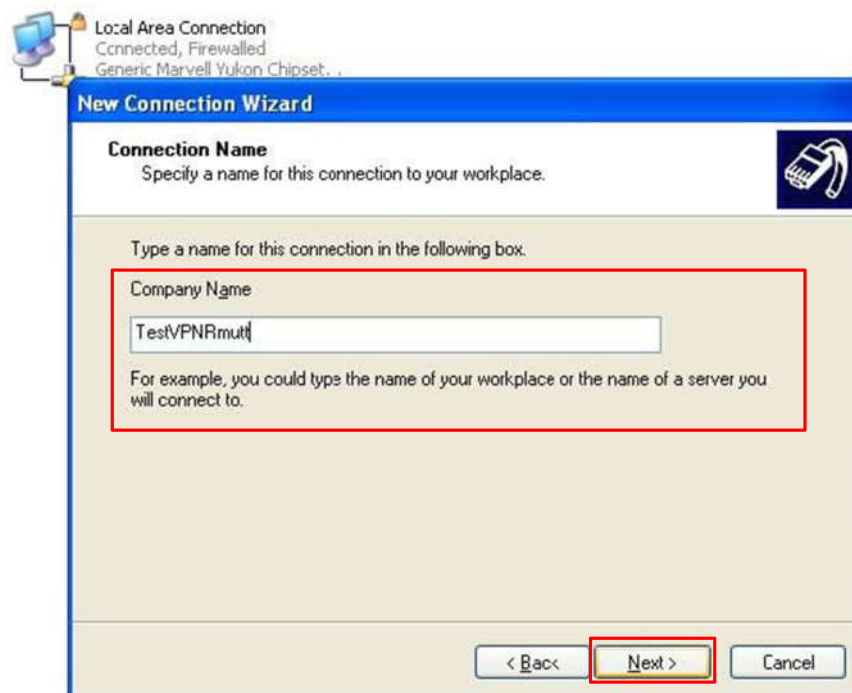 Local Area Connection
Connected, Firewalled
Generic Marvell Yukon Chipset. .
New Connection Wizard
Connection Name
Specify a name for this connection to your workplace.
Type a name for this connection in the following box.
Company Name
TestVPNRmutt
For example, you could type the name of your workplace or the name of a server you
will connect to.
< Back
Next >
Cancel